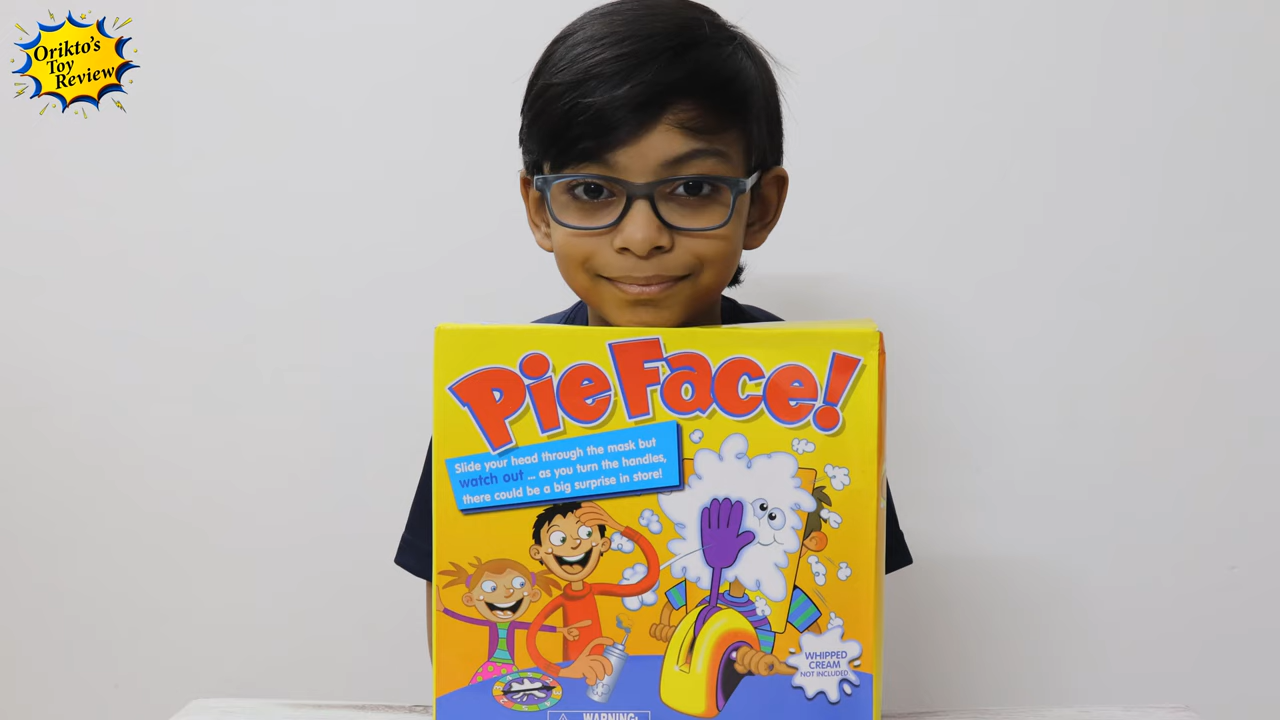 Orikto's
Toy
Review
Pie Face!
Slide your head through the mask but
watch out ... as you turn the handles,
there could be a big surprise in store!
WHIPPED
CREAM
NOT INCLUDED
WARNING: